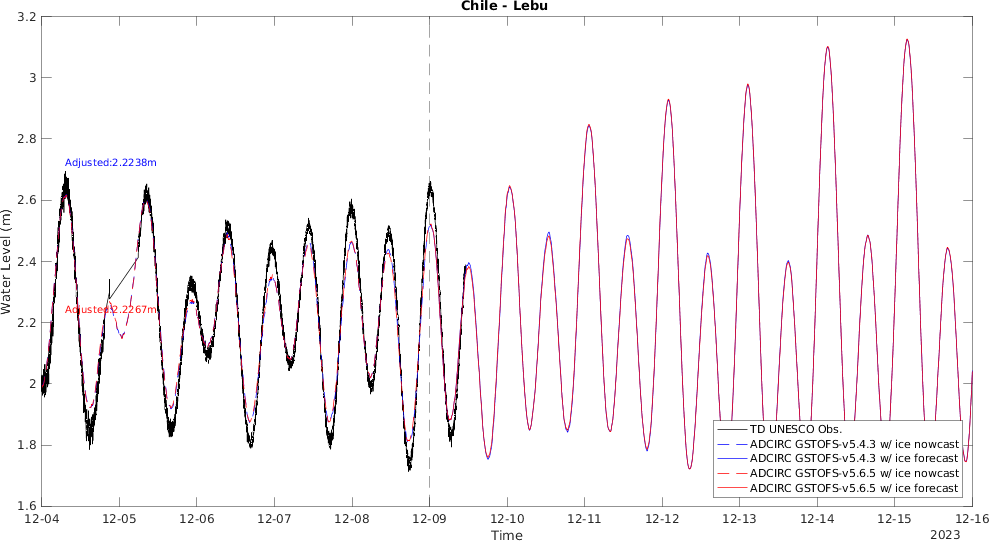 Chile - Lebu
3.2
3
2.8
2.6
2.4
2.2
2
1.8
1.6
Water Level (m)
Adjusted:2.2238m
Adjusted:2.2267m
TD UNESCO Obs.
ADCIRC GSTOFS-v5.4.3 w/ ice nowcast
ADCIRC GSTOFS-v5.4.3 w/ ice forecast
ADCIRC GSTOFS-v5.6.5 w/ ice nowcast
ADCIRC GSTOFS-v5.6.5 w/ ice forecast
12-04 12-05 12-06 12-07 12-08 12-09 12-10 12-11 12-12 12-13 12-14 12-15 12-16
Time
2023